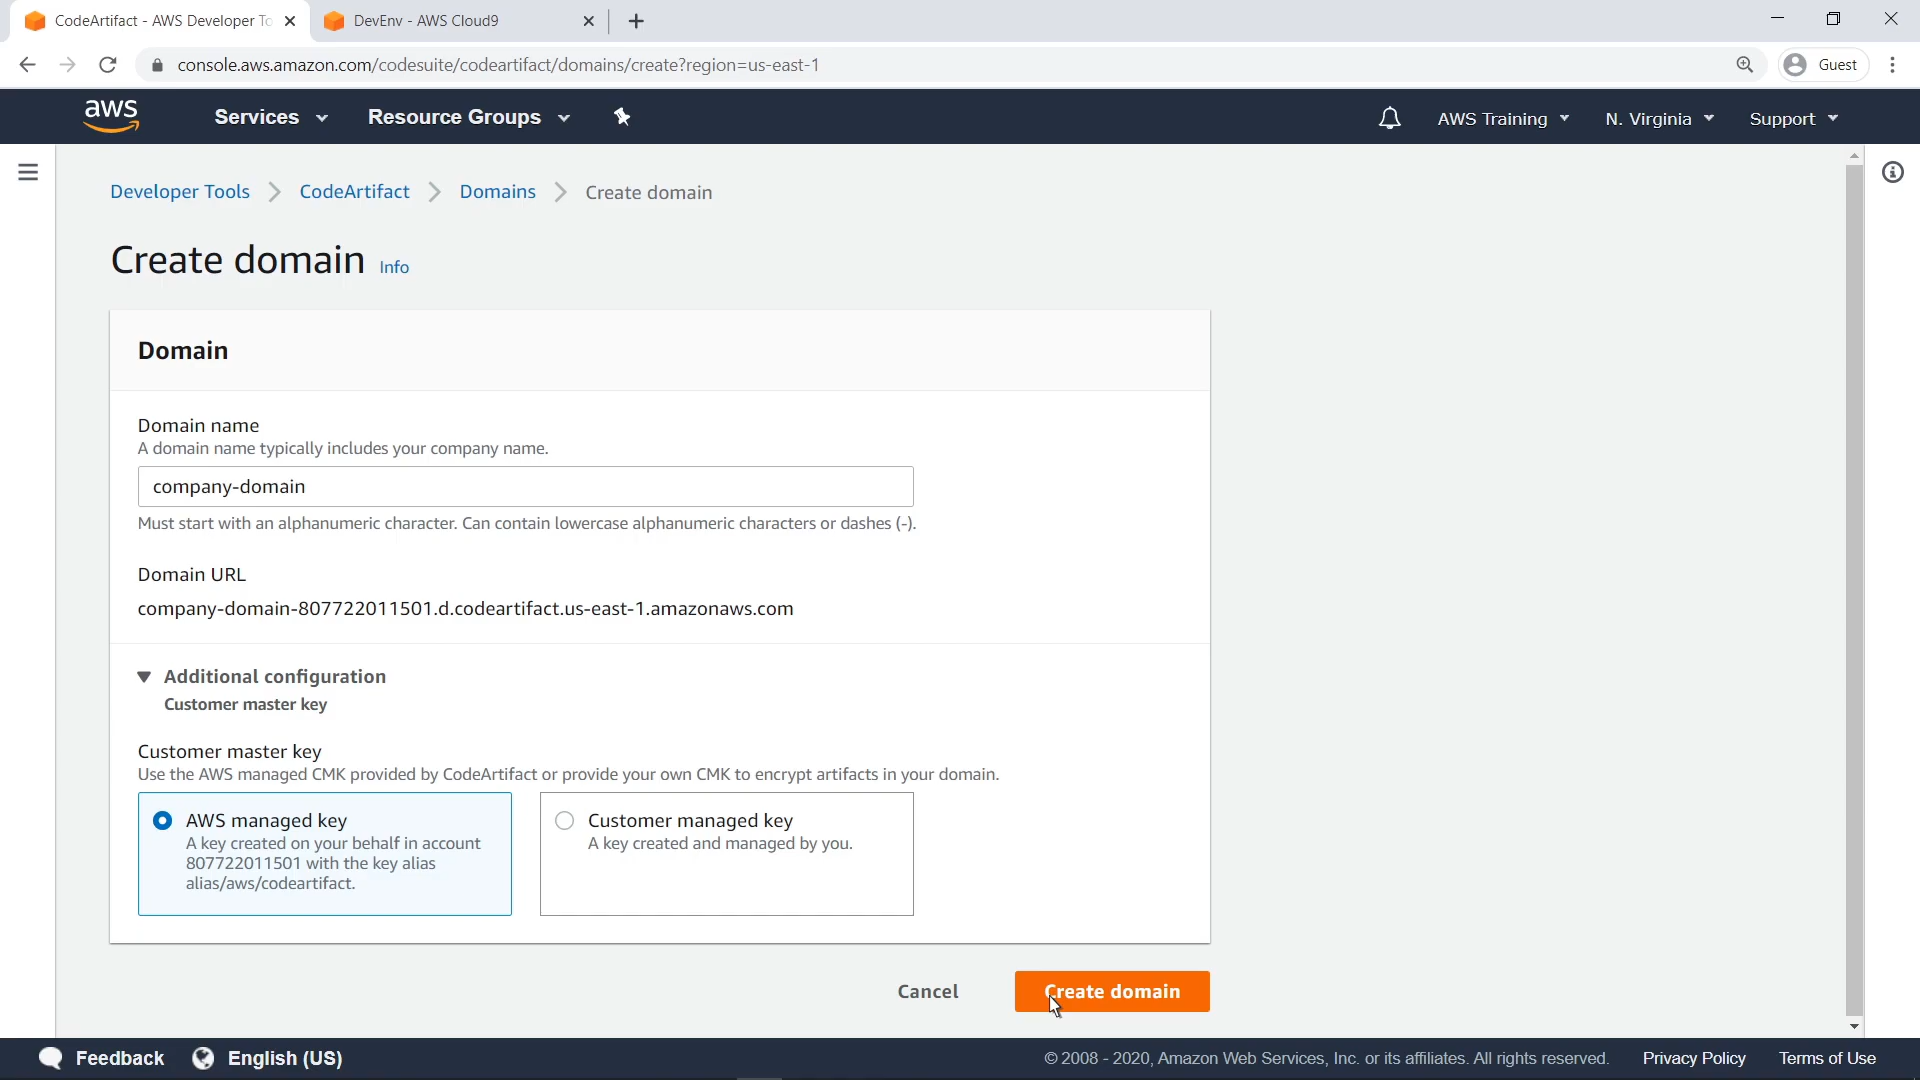 CodeArtifact - AWS Developer To
DevEnv - AWS Cloud9
console.aws.amazon.com/codesuite/codeartifact/domains/create?region=us-east-1
Guest
aws
Services
Resource Groups
AWS Training
N. Virginia
Support
Developer Tools
CodeArtifact
Domains
Create domain
Create domain Info
Domain
Domain name
A domain name typically includes your company name.
company-domain
Must start with an alphanumeric character. Can contain lowercase alphanumeric characters or dashes (-).
Domain URL
company-domain-807722011501.d.codeartifact.us-east-1.amazonaws.com
Additional configuration
Customer master key
Customer master key
Use the AWS managed CMK provided by CodeArtifact or provide your own CMK to encrypt artifacts in your domain.
AWS managed key
A key created on your behalf in account
807722011501 with the key alias
alias/aws/codeartifact.
Customer managed key
A key created and managed by you.
Cancel
Create domain
Feedback
English (US)
© 2008 - 2020, Amazon Web Services, Inc. or its affiliates. All rights reserved.
Privacy Policy
Terms of Use